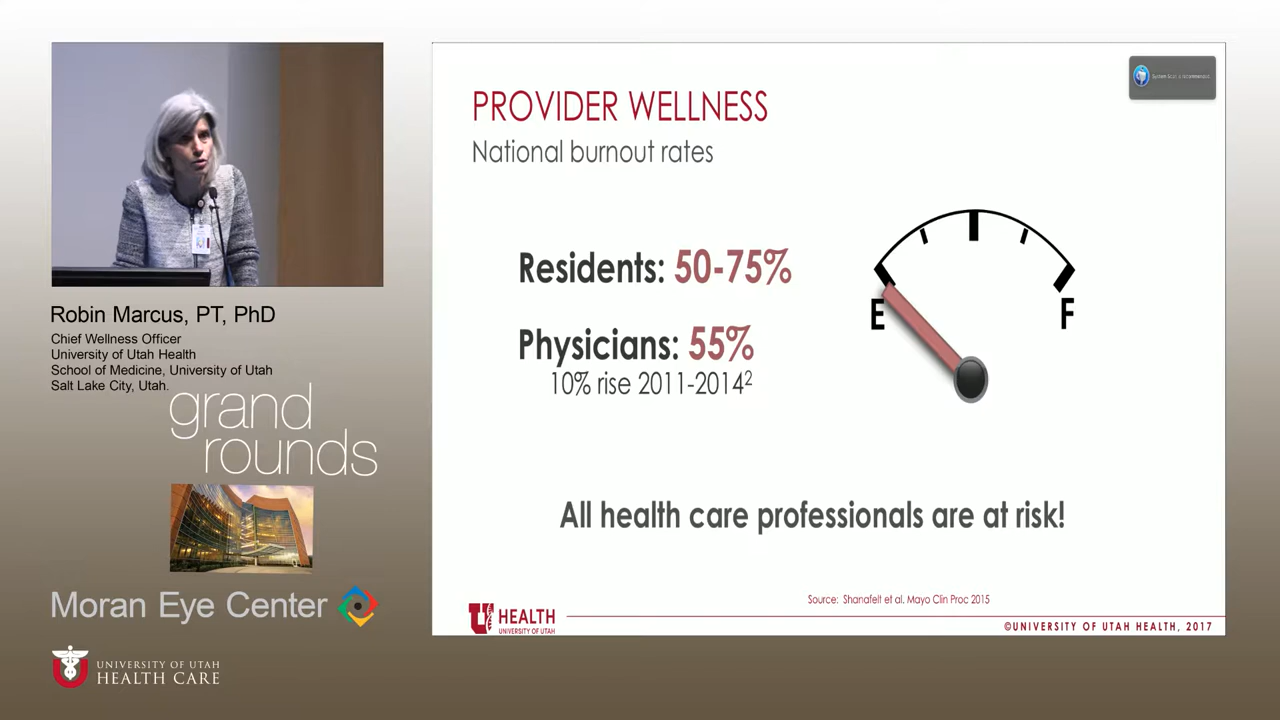 Robin Marcus, PT, PhD
Chief Wellness Officer
University of Utah Health
School of Medicine, University of Utah
Salt Lake City, Utah.
grand
rounds
Moran Eye Center
UNIVERSITY OF UTAH
HEALTH CARE
PROVIDER WELLNESS
National burnout rates
Residents: 50-75%
Physicians: 55%
10% rise 2011-2014²
E
F
All health care professionals are at risk!
Source: Shanafelt et al. Mayo Clin Proc 2015
U HEALTH
UNIVERSITY OF UTAH
©UNIVERSITY OF UTAH HEALTH, 2017